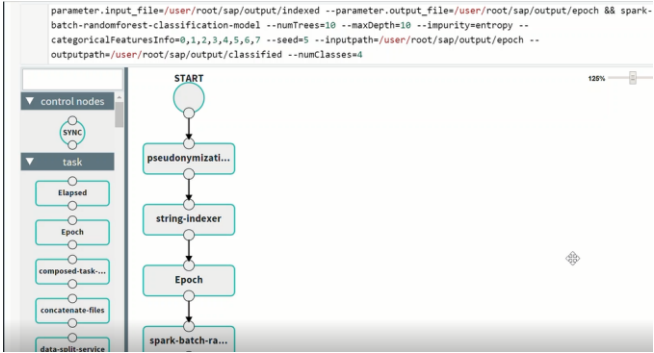 parameter.input_file=/user/root/sap/output/indexed --parameter.output_file=/user/root/sap/output/epoch && spark-
batch-randomforest-classification-model --numTrees=10 --maxDepth=10 --impurity=entropy --
categoricalFeaturesInfo=0,1,2,3,4,5,6,7 --seed=5 --inputpath=/user/root/sap/output/epoch --
outputpath=/user/root/sap/output/classified --numClasses=4
START
125%
control nodes
SYNC
pseudonymizati...
task
Elapsed
string-indexer
Epoch
composed-task-...
Epoch
concatenate-files
spark-batch-ra...
data-split-service